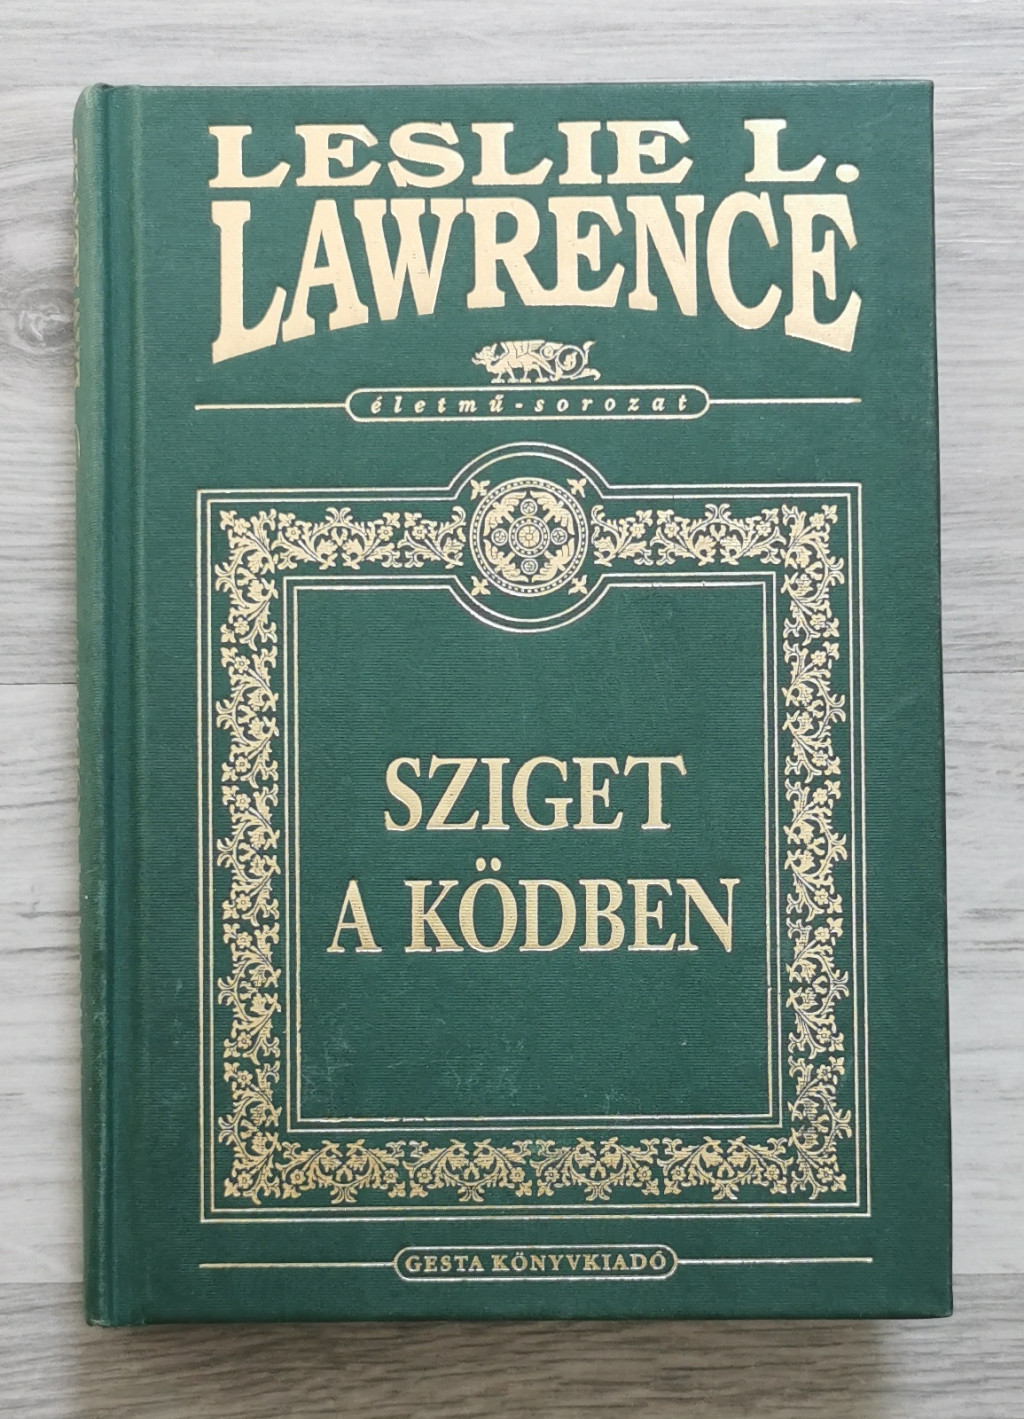 LESLIE L.
LAWRENCE
életmű-sorozat
SZIGET
A KÖDBEN
GESTA KÖNYVKIADÓ